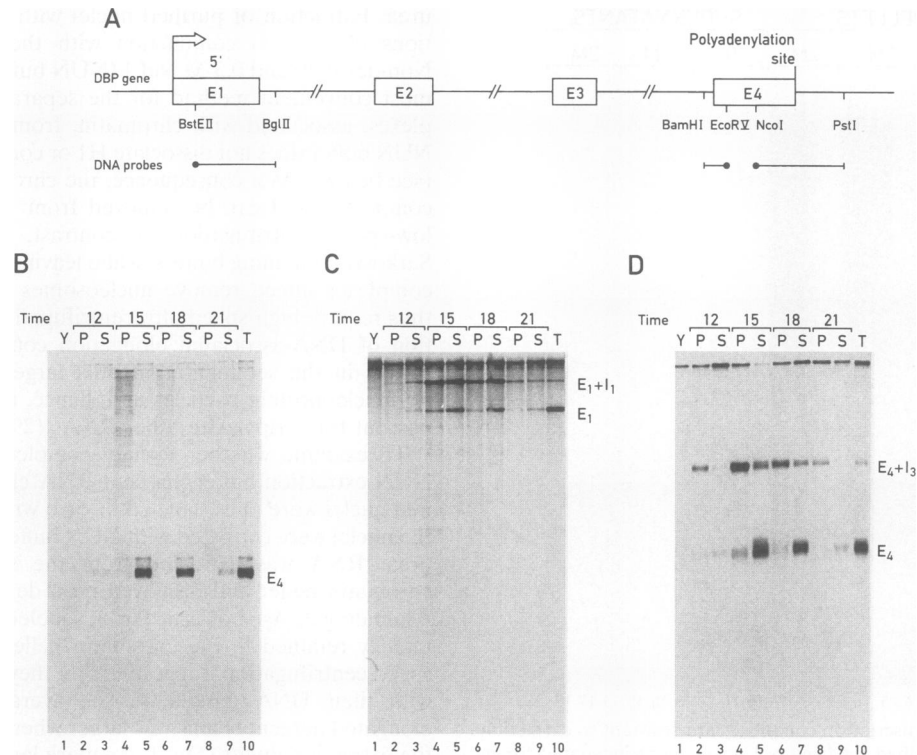 A
Polyadenylation
site
5'
DBP gene
E1
E2
E3
E4
BstEII BglII BamHI EcoRI NcoI PstI
DNA probes
B
Time 12 15 18 21
Y P S P S P S P S T
E4
1 2 3 4 5 6 7 8 9 10
C
Time 12 15 18 21
Y P S P S P S P S T
E1+I1
E1
1 2 3 4 5 6 7 8 9 10
D
Time 12 15 18 21
Y P S P S P S P S T
E4+I3
E4
1 2 3 4 5 6 7 8 9 10